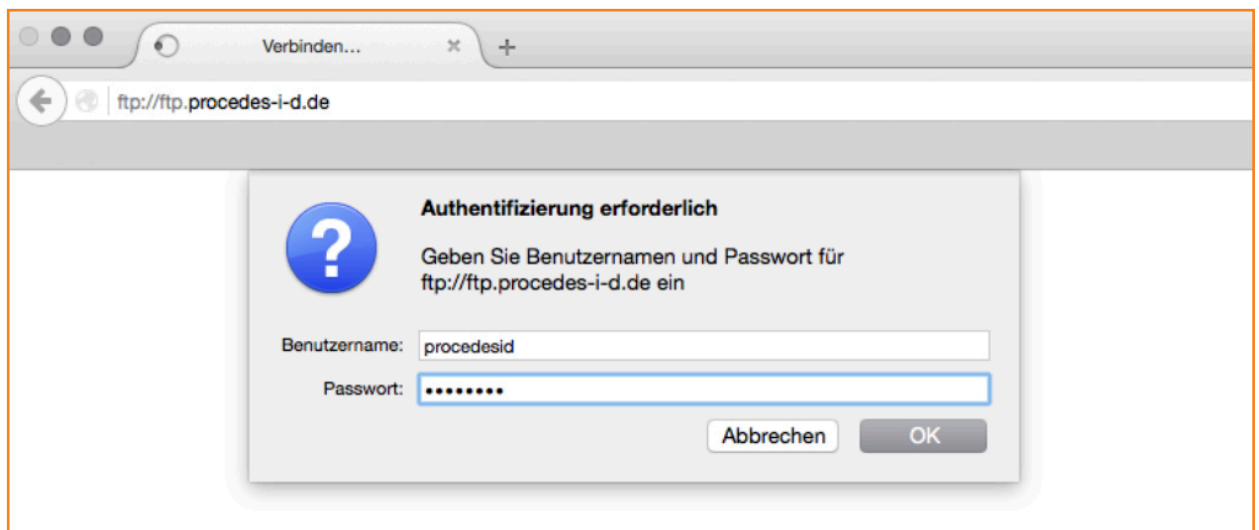 Verbinden...
ftp://ftp.procedes-i-d.de
Authentifizierung erforderlich
Geben Sie Benutzernamen und Passwort für
ftp://ftp.procedes-i-d.de ein
Benutzername: procedesid
Passwort: ••••••••
Abbrechen OK